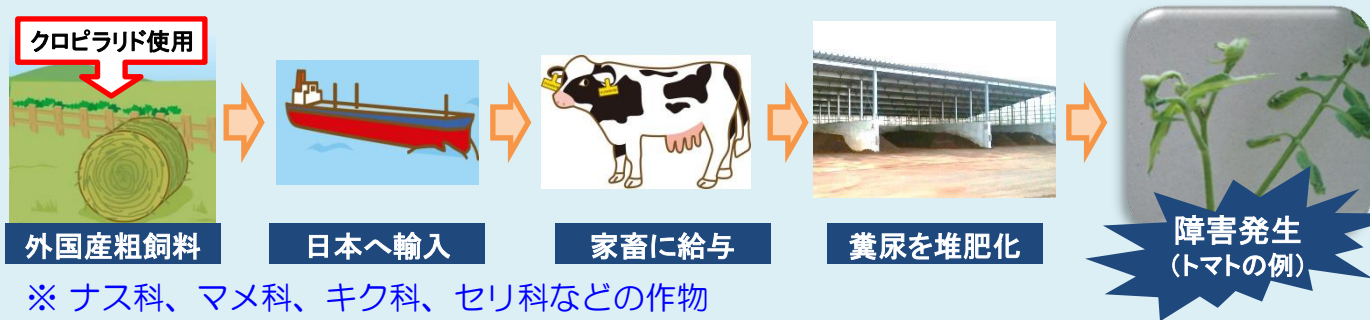 クロピラリド使用
外国産粗飼料
日本へ輸入
家畜に給与
糞尿を堆肥化
障害発生
(トマトの例)
※ ナス科、マメ科、キク科、セリ科などの作物